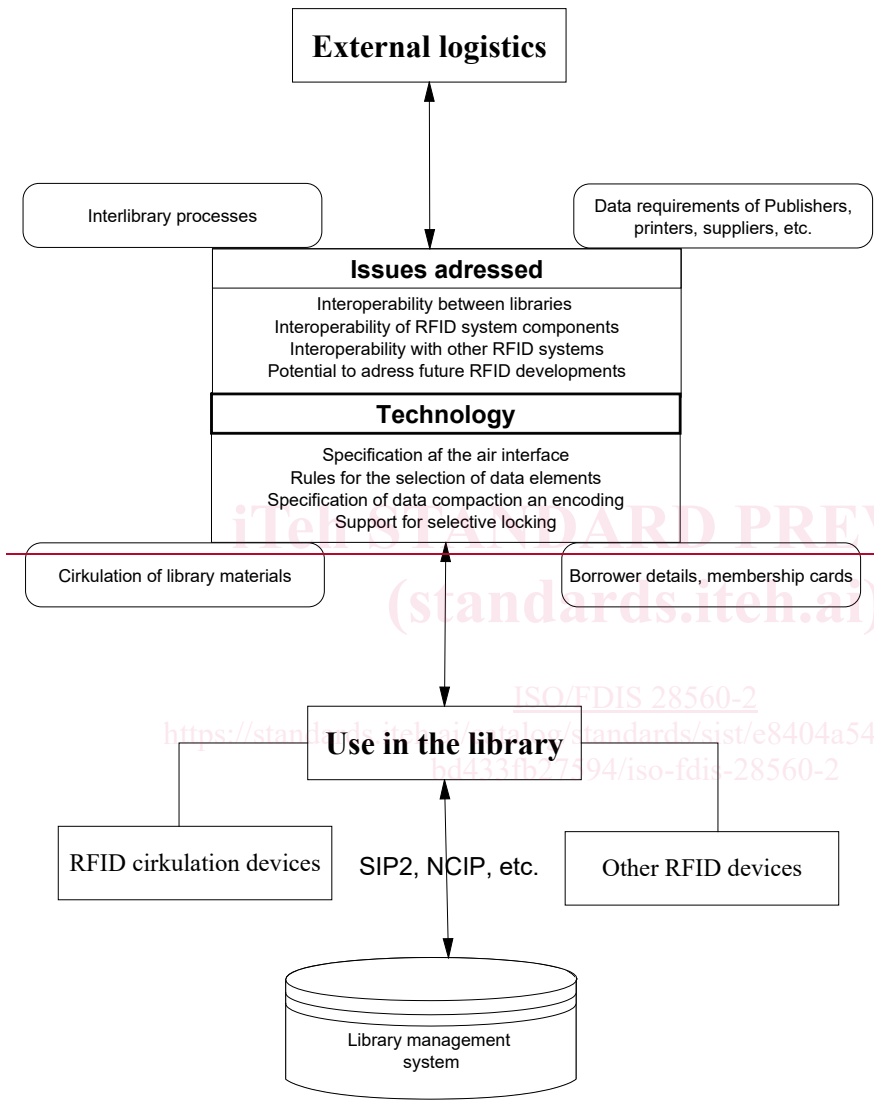 External logistics
Interlibrary processes
Data requirements of Publishers,
printers, suppliers, etc.
Issues adressed
Interoperability between libraries
Interoperability of RFID system components
Interoperability with other RFID systems
Potential to adress future RFID developments
Technology
Specification af the air interface
Rules for the selection of data elements
Specification of data compaction an encoding
Support for selective locking
iTeh STANDARD PREV
Cirkulation of library materials
Borrower details, membership cards
(standards.iteh.ai)
ISO/FDIS 28560-2
https://standards.iteh.ai/catalog/standards/sist/e8404a54
Use in the library
bd433fb27594/iso-fdis-28560-2
RFID cirkulation devices
SIP2, NCIP, etc.
Other RFID devices
Library management
system